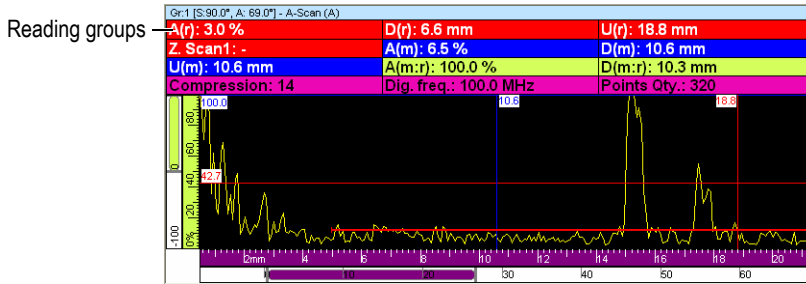 Gr:1 [S:90.0°, A: 69.0°] - A-Scan (A)
Reading groups
A(r): 3.0 % D(r): 6.6 mm U(r): 18.8 mm
Z. Scan1: - A(m): 6.5 % D(m): 10.6 mm
U(m): 10.6 mm A(m:r): 100.0 % D(m:r): 10.3 mm
Compression: 14 Dig. freq.: 100.0 MHz Points Qty.: 320
100.0 10.6 18.8
80
60
42.7
40
20
0%
0
-100
2mm 4 6 8 10 12 14 16 18 20
10 20 30 40 50 60